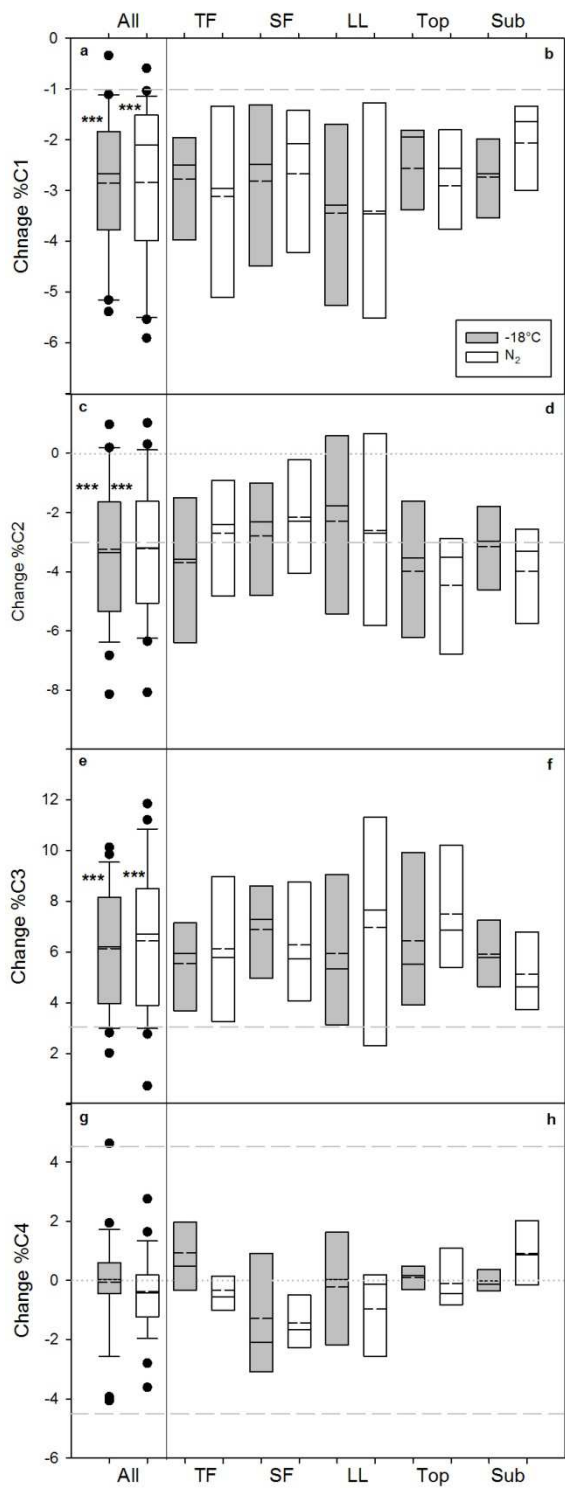 All TF SF LL Top Sub
a b
0
-1
-2
-3
-4
-5
-6
*** ***
Chnage %C1
-18°C
N2
c d
0
-2
-4
-6
-8
*** ***
Change %C2
e f
12
10
8
6
4
2
*** ***
Change %C3
g h
4
2
0
-2
-4
-6
Change %C4
All TF SF LL Top Sub